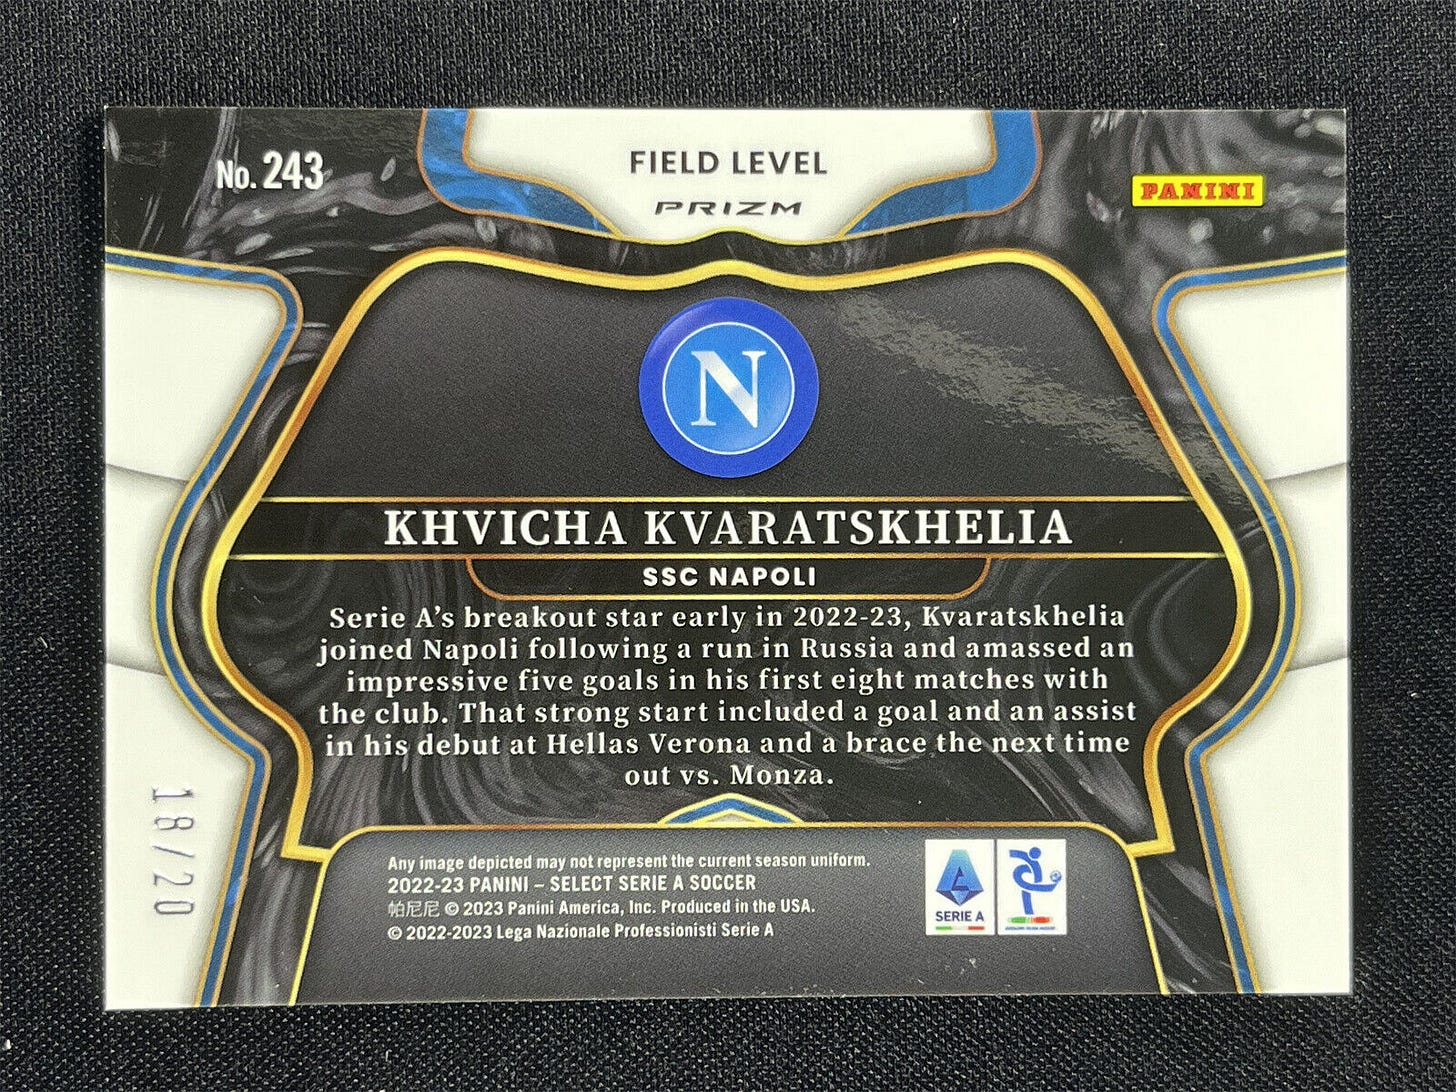 No. 243
FIELD LEVEL
PRIZM
PANINI
N
KHVICHA KVARATSKHELIA
SSC NAPOLI
Serie A's breakout star early in 2022-23, Kvaratskhelia
joined Napoli following a run in Russia and amassed an
impressive five goals in his first eight matches with
the club. That strong start included a goal and an assist
in his debut at Hellas Verona and a brace the next time
out vs. Monza.
18/20
Any image depicted may not represent the current season uniform.
2022-23 PANINI – SELECT SERIE A SOCCER
帕尼尼 © 2023 Panini America, Inc. Produced in the USA.
© 2022-2023 Lega Nazionale Professionisti Serie A
SERIE A